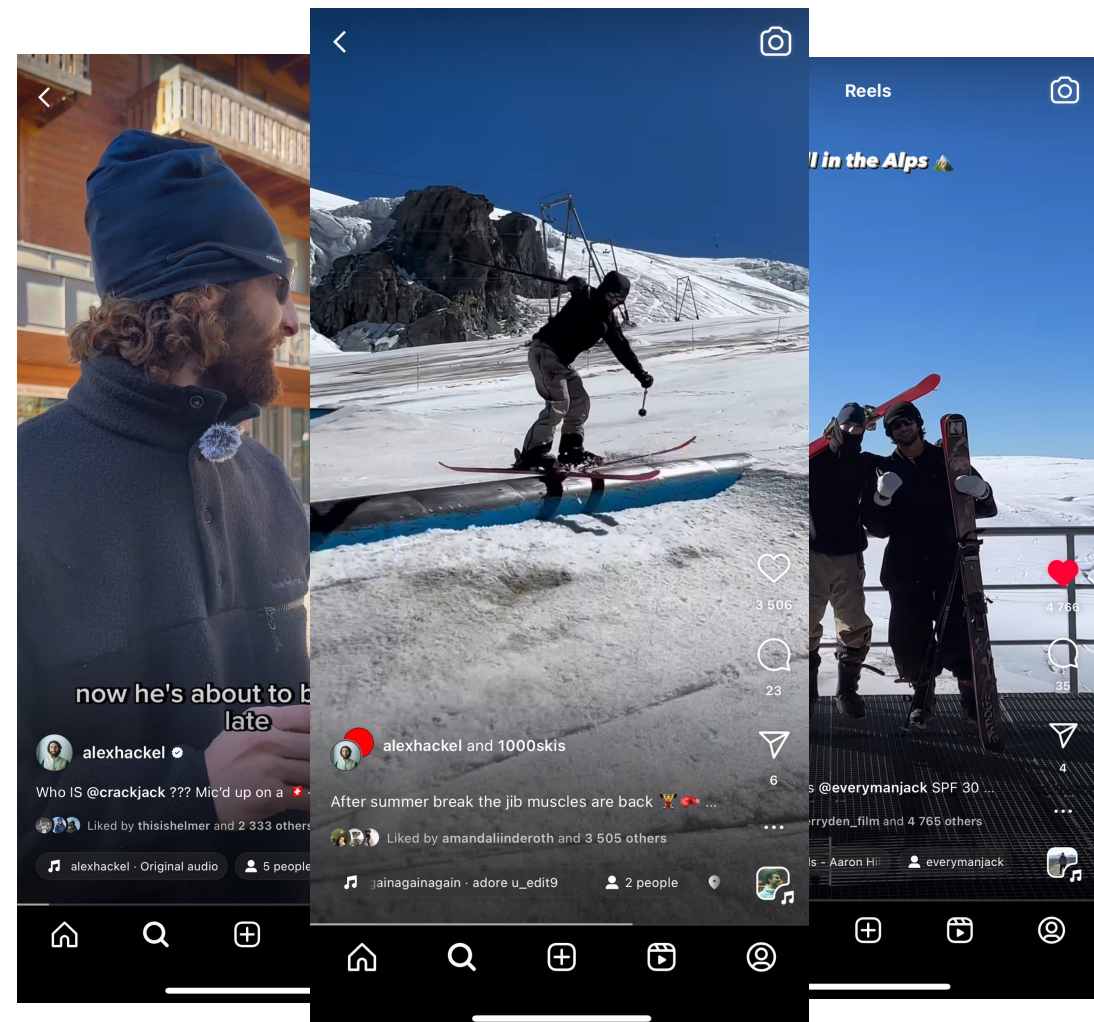 now he's about to b
late
alexhackel
Who IS @crackjack ??? Mic'd up on a
Liked by thisishelmer and 2 333 others
alexhackel · Original audio
5 people
3 506
23
6
alexhackel and 1000skis
After summer break the jib muscles are back 🏋️ 🥊 ...
Liked by amandaliinderoth and 3 505 others
gainagainagain · adore u_edit9
2 people
Reels
in the Alps ⛰️
4 766
35
4
@everymanjack SPF 30 ...
rryden_film and 4 765 others
ls - Aaron Hil
everymanjack